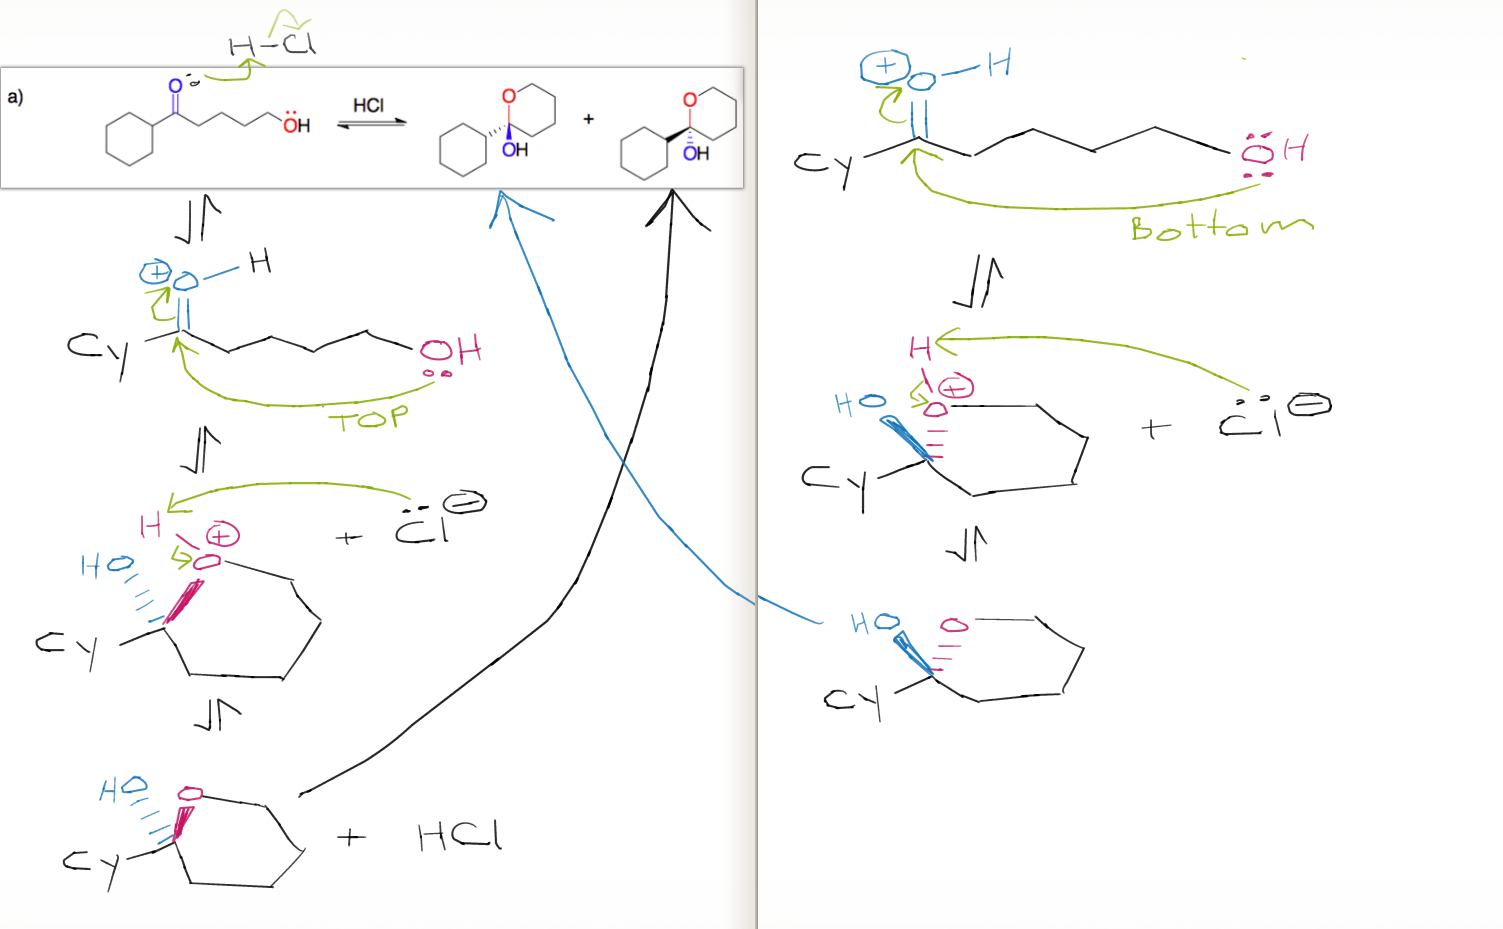 H-Cl
a)
O
OH
HCl
O
OH
+
O
OH
+ O H
Cy
OH
TOP
H +
HO O
Cy
+ Cl -
HO O
Cy
+ HCl
+ O H
Cy
OH
Bottom
H
+
HO O
Cy
+ Cl -
HO O
Cy